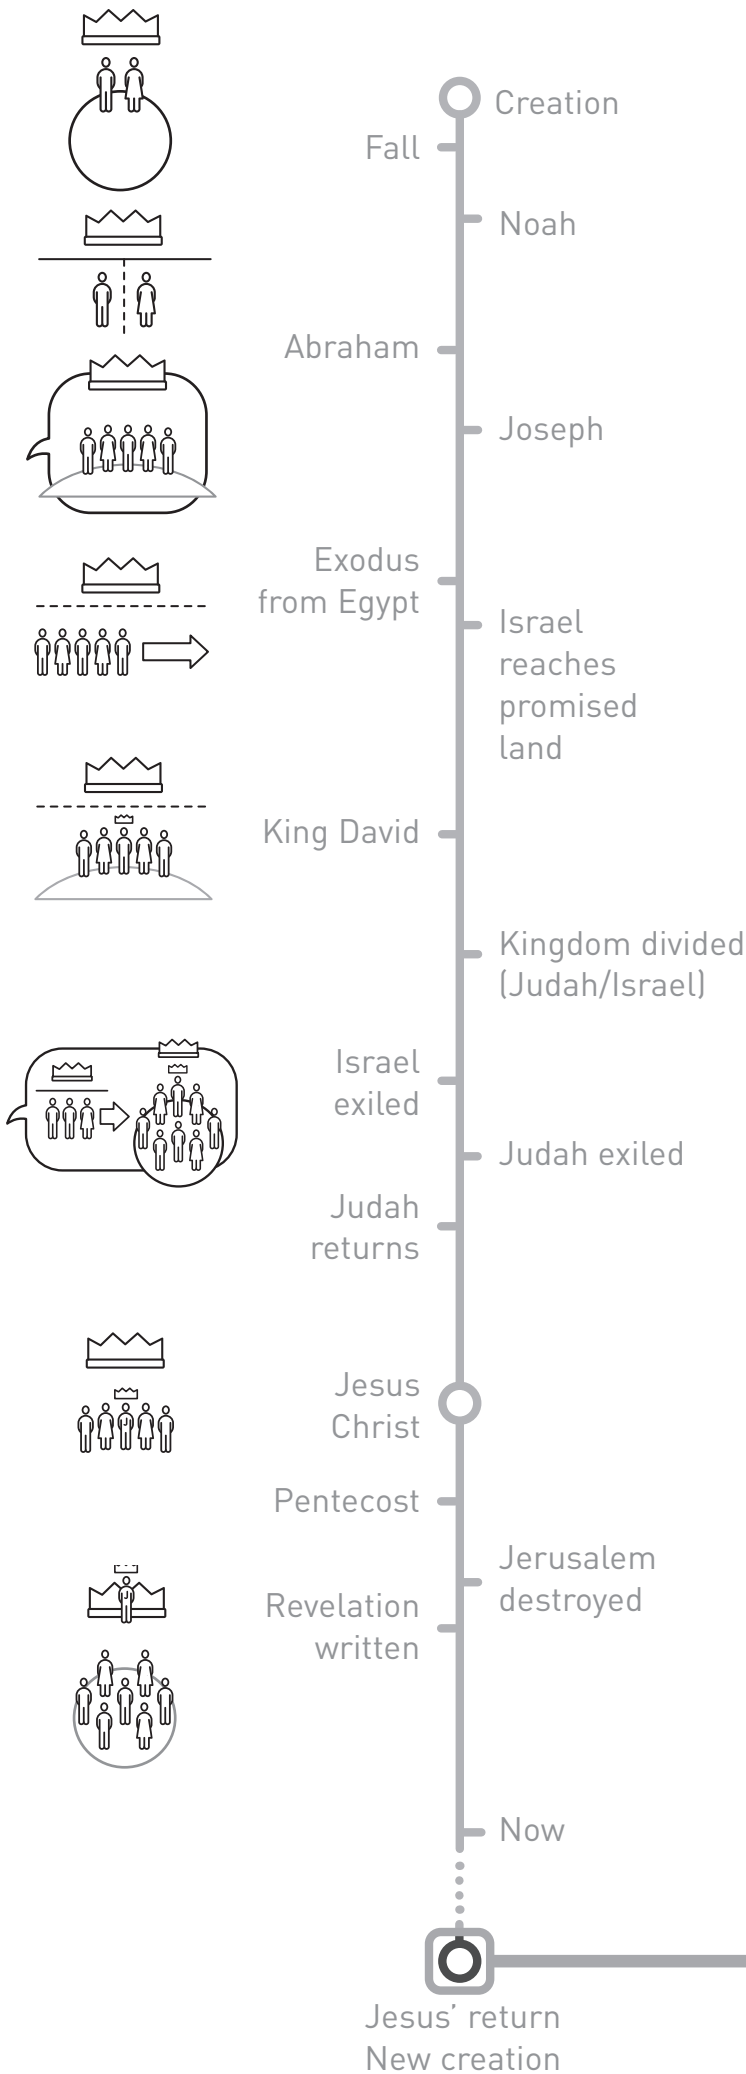 Creation
Fall
Noah
Abraham
Joseph
Exodus
from Egypt
Israel
reaches
promised
land
King David
Kingdom divided
(Judah/Israel)
Israel
exiled
Judah exiled
Judah
returns
Jesus
Christ
J
Pentecost
Jerusalem
destroyed
J
Revelation
written
Now
Jesus’ return
New creation